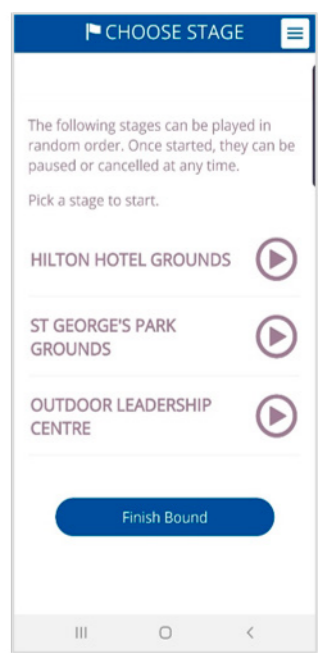 CHOOSE STAGE
The following stages can be played in
random order. Once started, they can be
paused or cancelled at any time.
Pick a stage to start.
HILTON HOTEL GROUNDS
ST GEORGE'S PARK
GROUNDS
OUTDOOR LEADERSHIP
CENTRE
Finish Bound